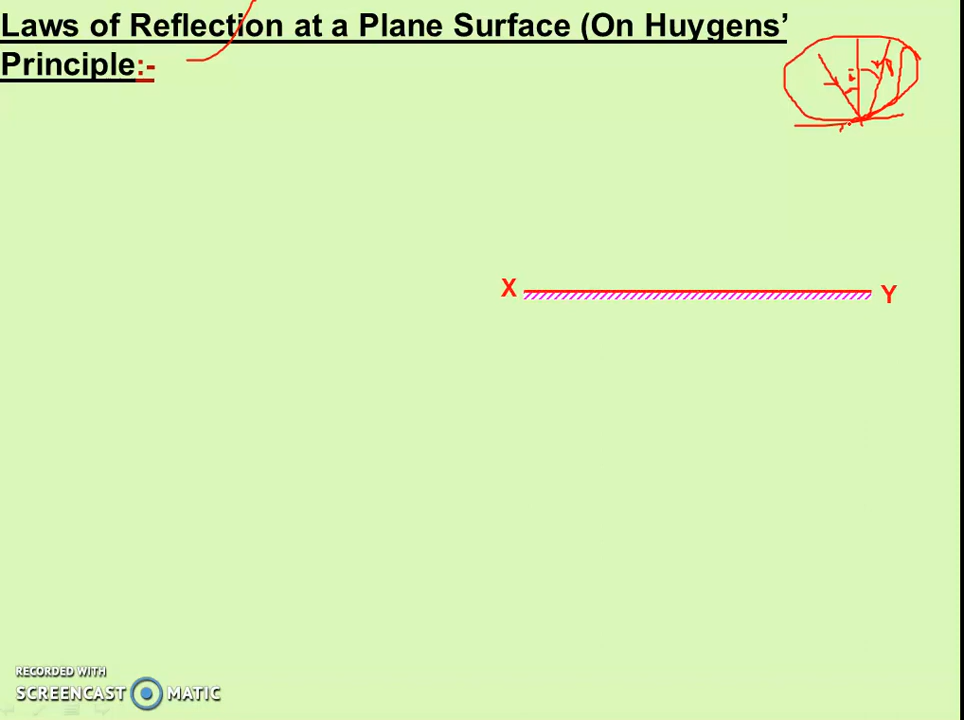 Laws of Reflection at a Plane Surface (On Huygens’
Principle:-
i r
X
Y
RECORDED WITH
SCREENCAST MATIC